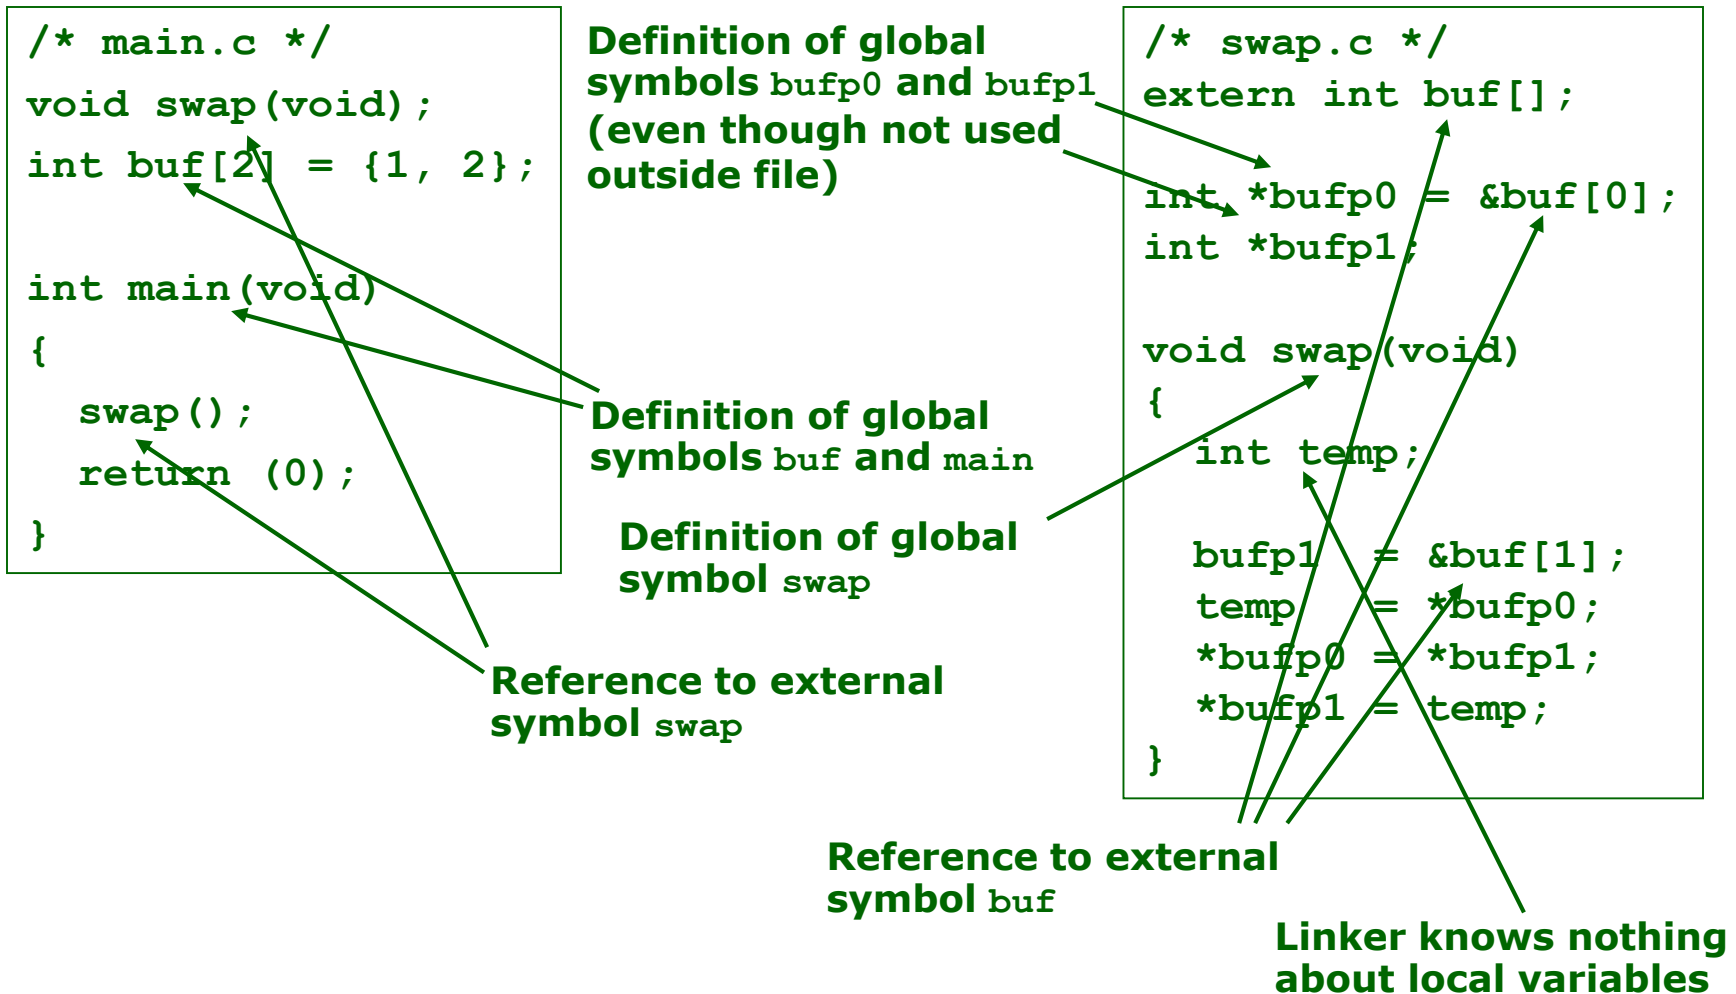 /* main.c */
void swap(void);
int buf[2] = {1, 2};
int main(void)
{
  swap();
  return (0);
}
Definition of global
symbols bufp0 and bufp1
(even though not used
outside file)
Definition of global
symbols buf and main
Definition of global
symbol swap
Reference to external
symbol swap
/* swap.c */
extern int buf[];
int *bufp0 = &buf[0];
int *bufp1;
void swap(void)
{
  int temp;
  bufp1  = &buf[1];
  temp   = *bufp0;
  *bufp0 = *bufp1;
  *bufp1 = temp;
}
Reference to external
symbol buf
Linker knows nothing
about local variables